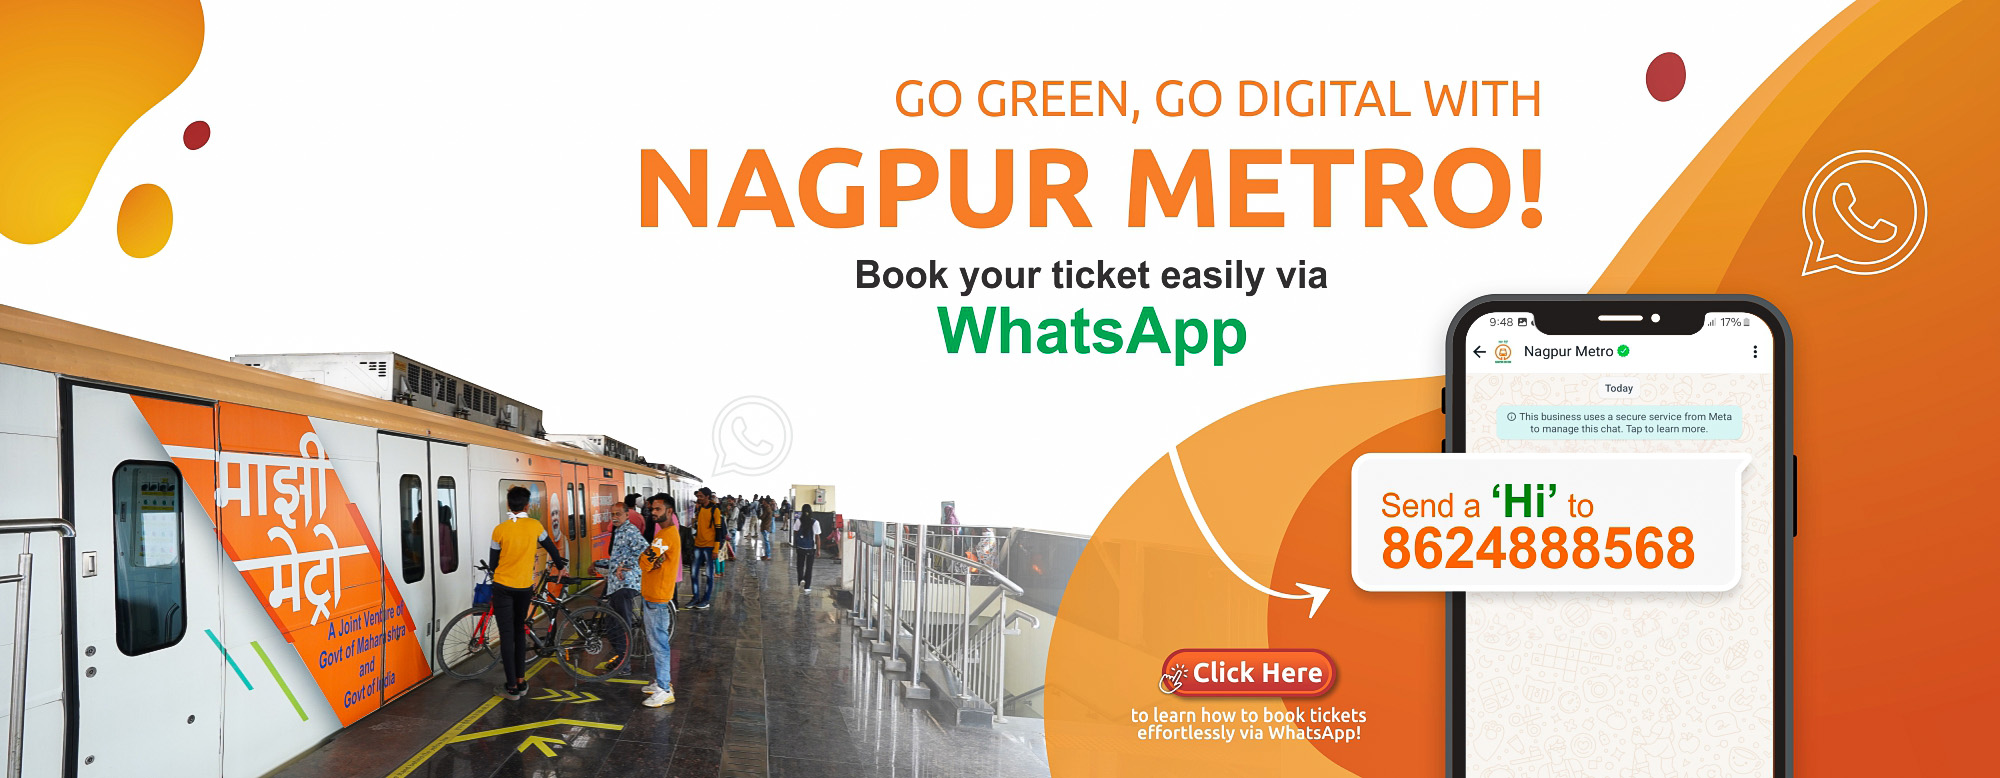 GO GREEN, GO DIGITAL WITH
NAGPUR METRO!
Book your ticket easily via
WhatsApp
माझी
मेट्रो
A Joint Venture of
Govt of Maharashtra
and
Govt of India
9:48
17%
Nagpur Metro
Today
This business uses a secure service from Meta
to manage this chat. Tap to learn more.
Send a ‘Hi’ to
8624888568
Click Here
to learn how to book tickets
effortlessly via WhatsApp!